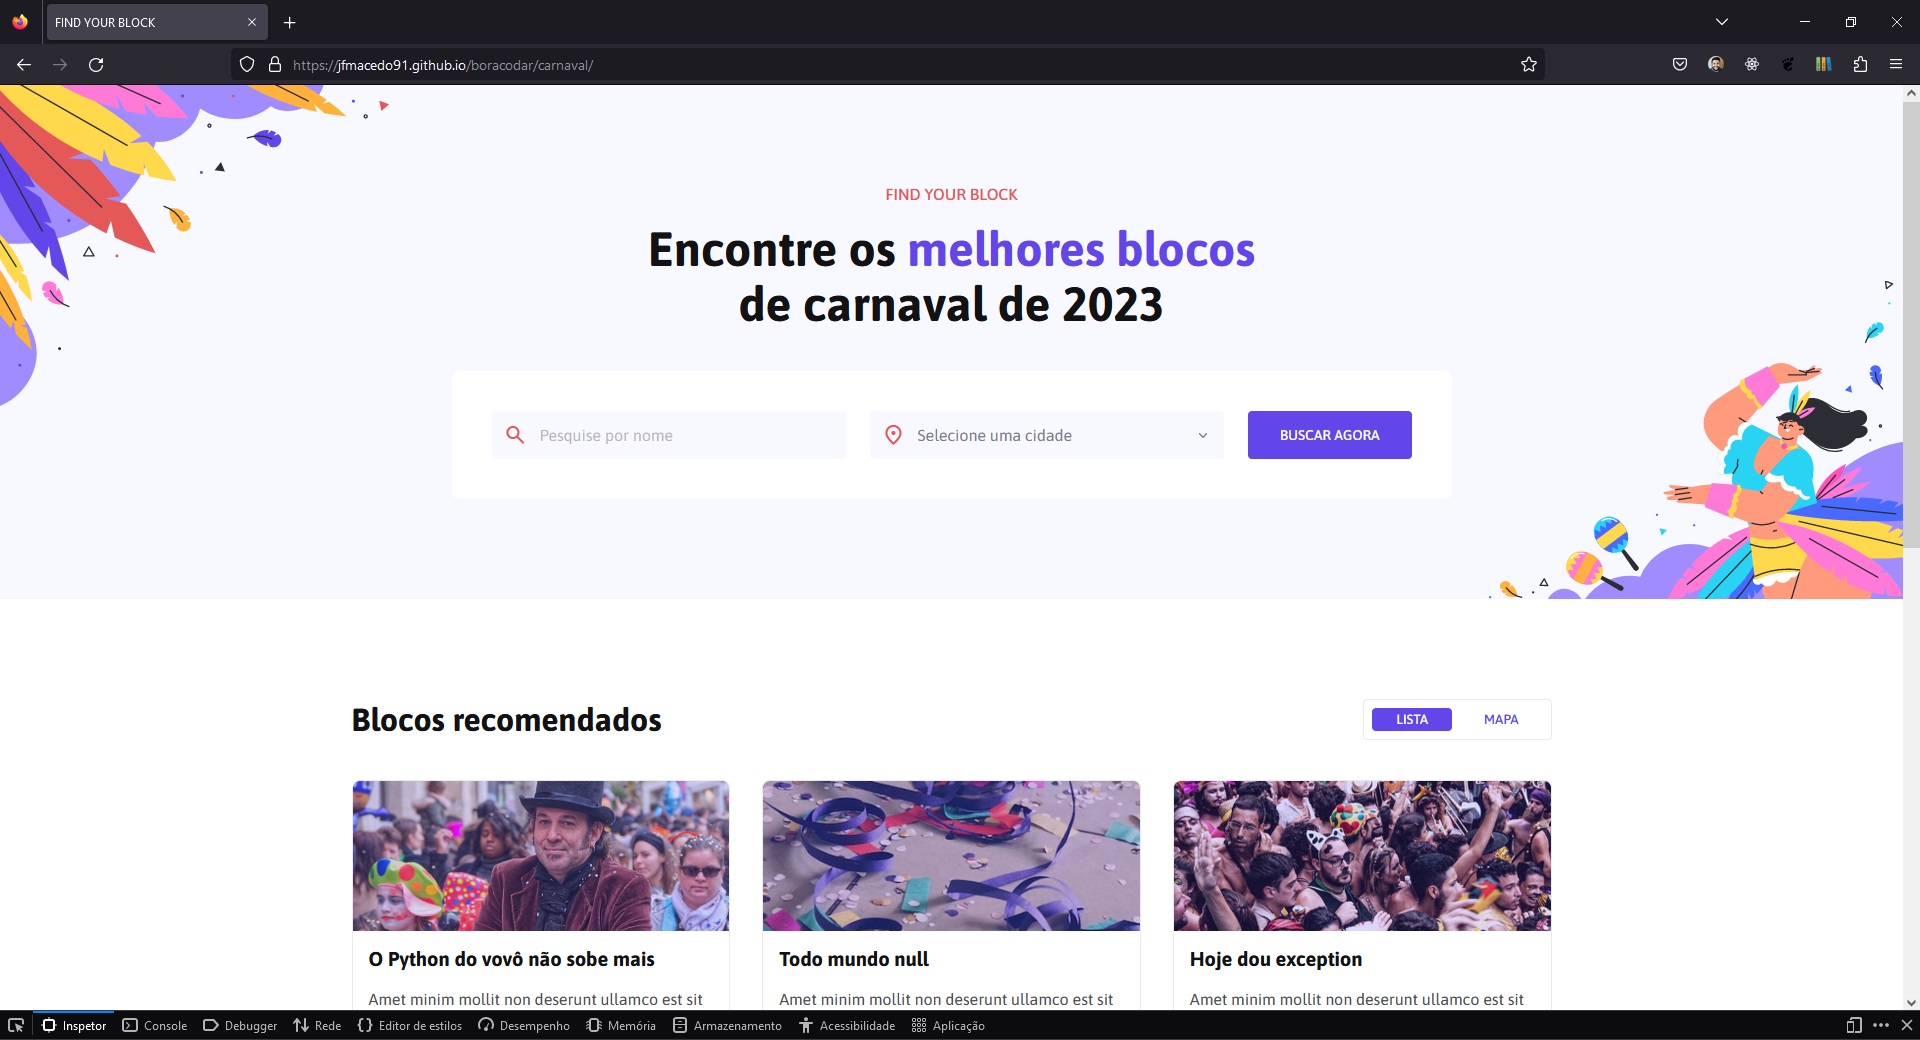 FIND YOUR BLOCK
https://jfmacedo91.github.io/boracodar/carnaval/
FIND YOUR BLOCK
Encontre os melhores blocos
de carnaval de 2023
Pesquise por nome
Selecione uma cidade
BUSCAR AGORA
Blocos recomendados
LISTA
MAPA
O Python do vovô não sobe mais
Todo mundo null
Hoje dou exception
Amet minim mollit non deserunt ullamco est sit
Amet minim mollit non deserunt ullamco est sit
Amet minim mollit non deserunt ullamco est sit
Inspetor
Console
Debugger
Rede
Editor de estilos
Desempenho
Memória
Armazenamento
Acessibilidade
Aplicação